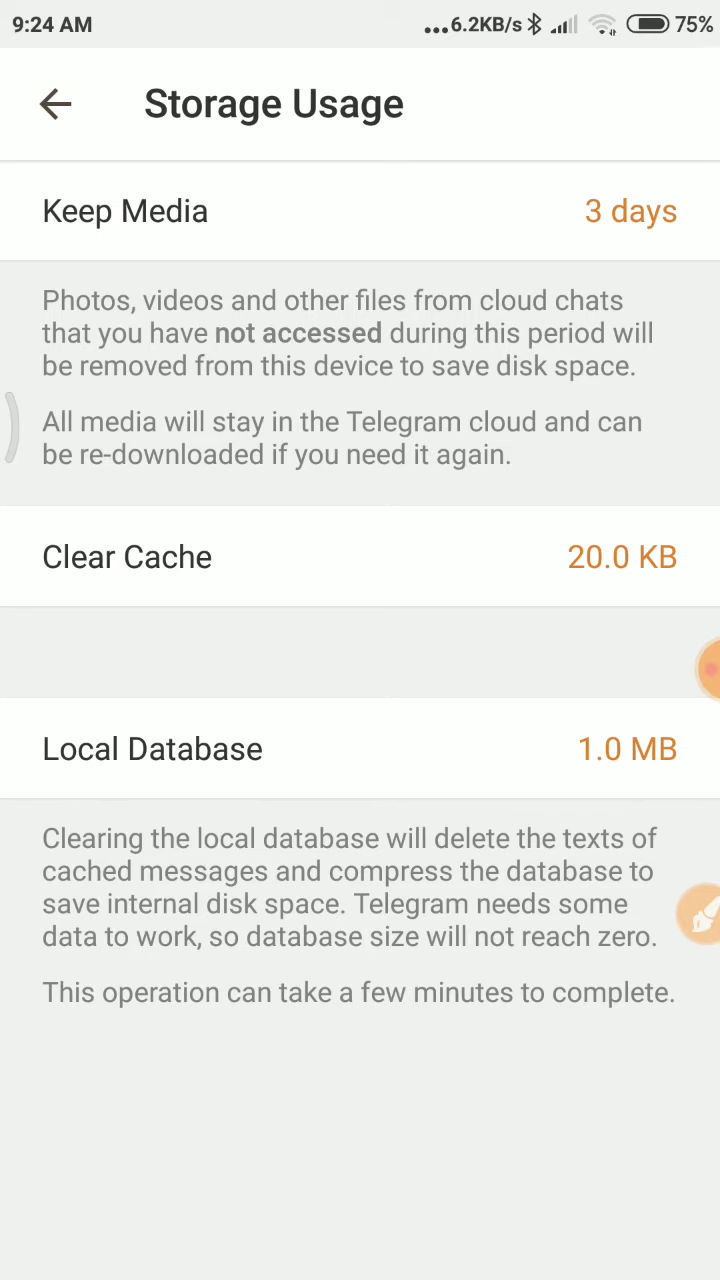 9:24 AM ...6.2KB/s 75%
Storage Usage
Keep Media 3 days
Photos, videos and other files from cloud chats
that you have not accessed during this period will
be removed from this device to save disk space.
All media will stay in the Telegram cloud and can
be re-downloaded if you need it again.
Clear Cache 20.0 KB
Local Database 1.0 MB
Clearing the local database will delete the texts of
cached messages and compress the database to
save internal disk space. Telegram needs some
data to work, so database size will not reach zero.
This operation can take a few minutes to complete.